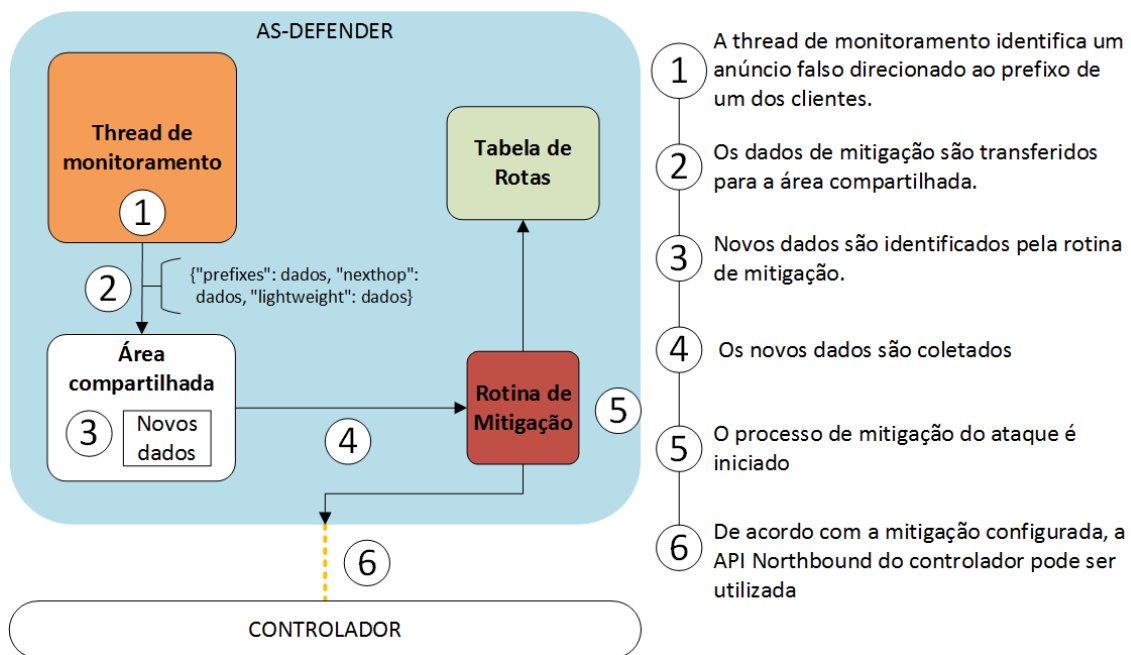 AS-DEFENDER
Thread de
monitoramento
1
2
{"prefixes": dados, "nexthop":
dados, "lightweight": dados}
Área
compartilhada
3
Novos
dados
4
Tabela de
Rotas
Rotina de
Mitigação
5
6
CONTROLADOR
1
A thread de monitoramento identifica um
anúncio falso direcionado ao prefixo de
um dos clientes.
2
Os dados de mitigação são transferidos
para a área compartilhada.
3
Novos dados são identificados pela rotina
de mitigação.
4
Os novos dados são coletados
5
O processo de mitigação do ataque é
iniciado
6
De acordo com a mitigação configurada, a
API Northbound do controlador pode ser
utilizada